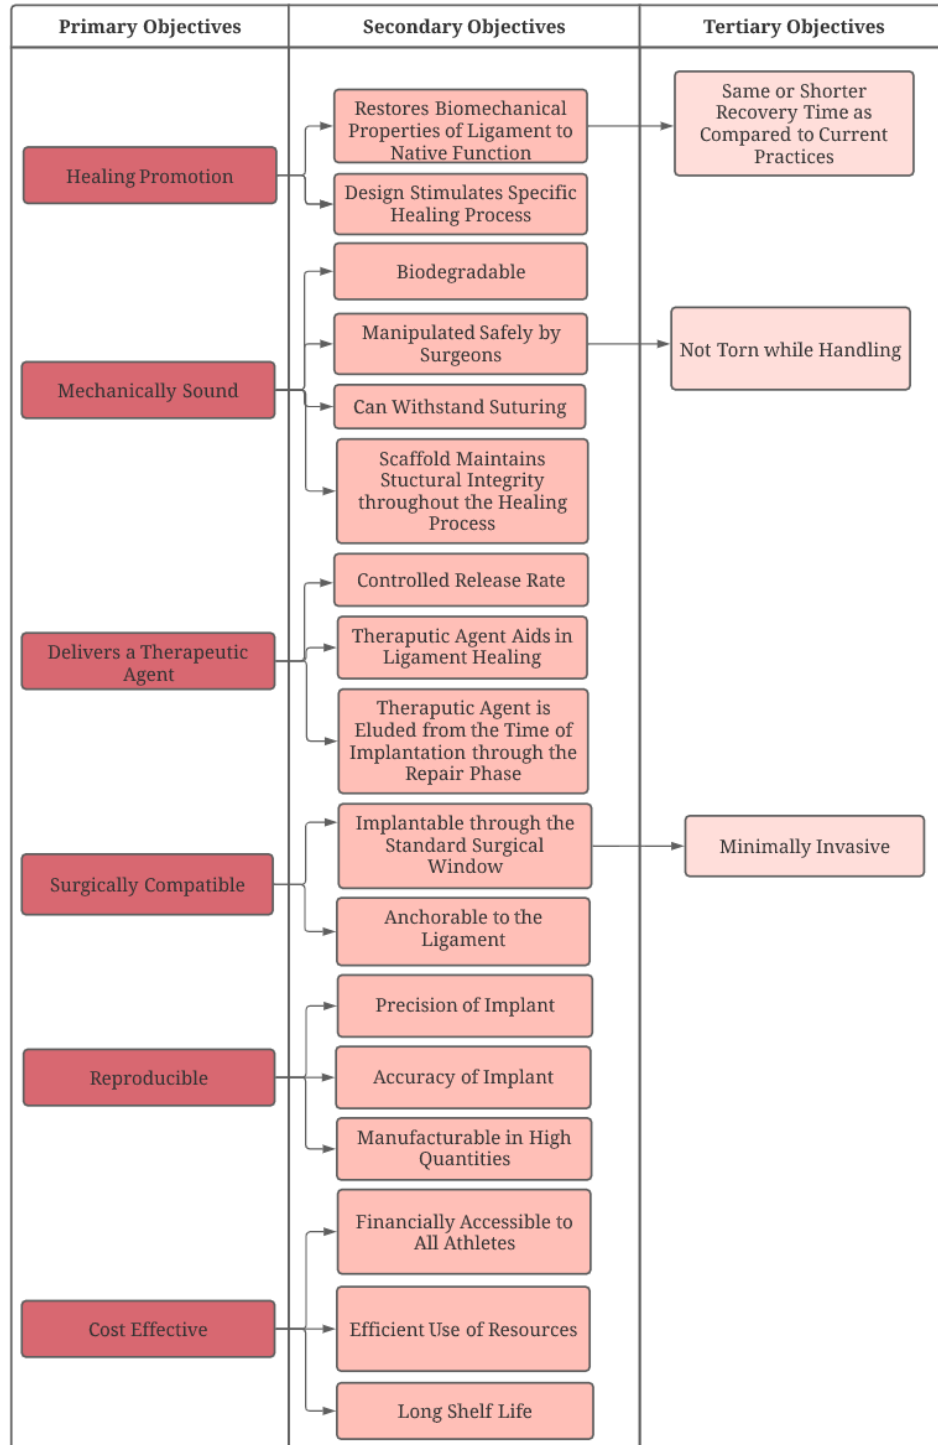 Primary Objectives
Secondary Objectives
Tertiary Objectives
Healing Promotion
Restores Biomechanical
Properties of Ligament to
Native Function
Same or Shorter
Recovery Time as
Compared to Current
Practices
Design Stimulates Specific
Healing Process
Mechanically Sound
Biodegradable
Manipulated Safely by
Surgeons
Not Torn while Handling
Can Withstand Suturing
Scaffold Maintains
Stuctural Integrity
throughout the Healing
Process
Delivers a Therapeutic
Agent
Controlled Release Rate
Theraputic Agent Aids in
Ligament Healing
Theraputic Agent is
Eluded from the Time of
Implantation through the
Repair Phase
Surgically Compatible
Implantable through the
Standard Surgical
Window
Minimally Invasive
Anchorable to the
Ligament
Reproducible
Precision of Implant
Accuracy of Implant
Manufacturable in High
Quantities
Cost Effective
Financially Accessible to
All Athletes
Efficient Use of Resources
Long Shelf Life